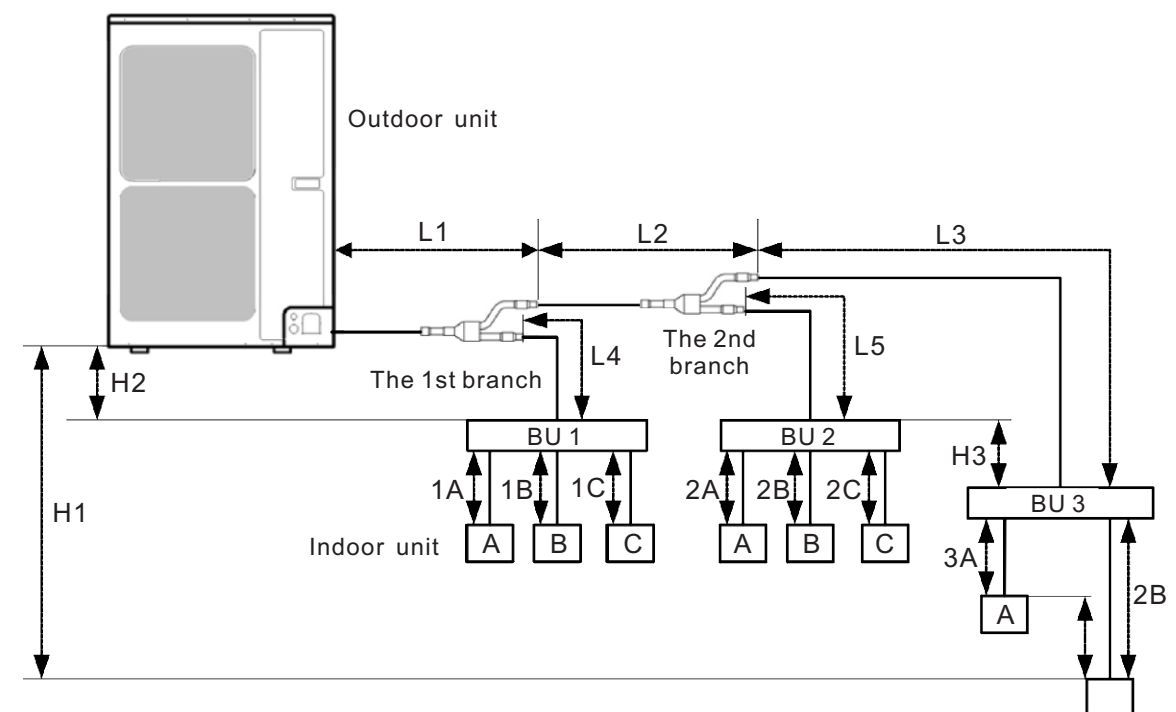 Outdoor unit
L1
L2
L3
The 1st branch
L4
The 2nd
branch
L5
H2
BU 1
BU 2
H3
BU 3
H1
1A
1B
1C
2A
2B
2C
Indoor unit
A
B
C
A
B
C
3A
2B
A